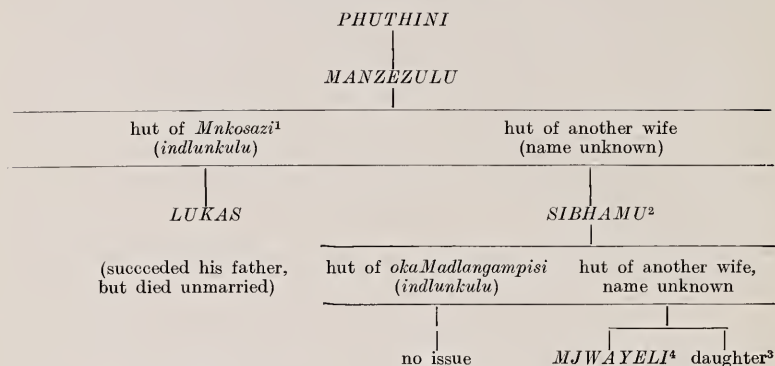 PHUTHINI
MANZEZULU
hut of Mnkosazi¹ hut of another wife
(indlunkulu) (name unknown)
LUKAS SIBHAMU²
(succceded his father, hut of okaMadlangampisi hut of another wife,
but died unmarried) (indlunkulu) name unknown
no issue MJWAYELI⁴ daughter³